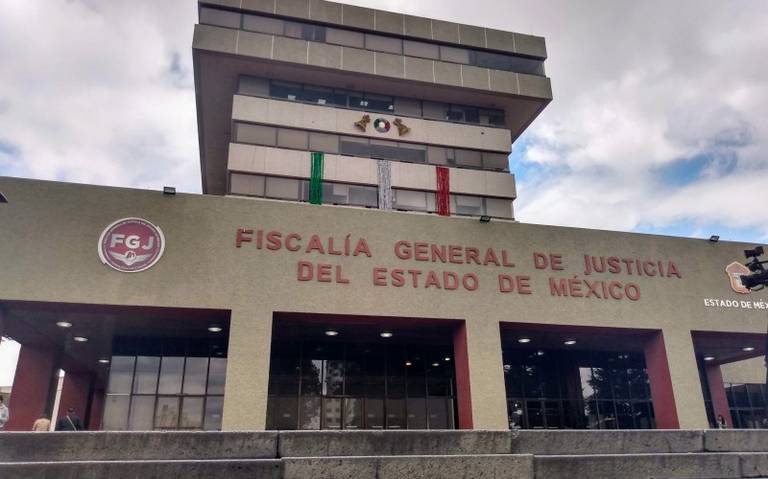 FGJ
FISCALÍA GENERAL DE JUSTICIA
DEL ESTADO DE MÉXICO
ESTADO DE MÉX